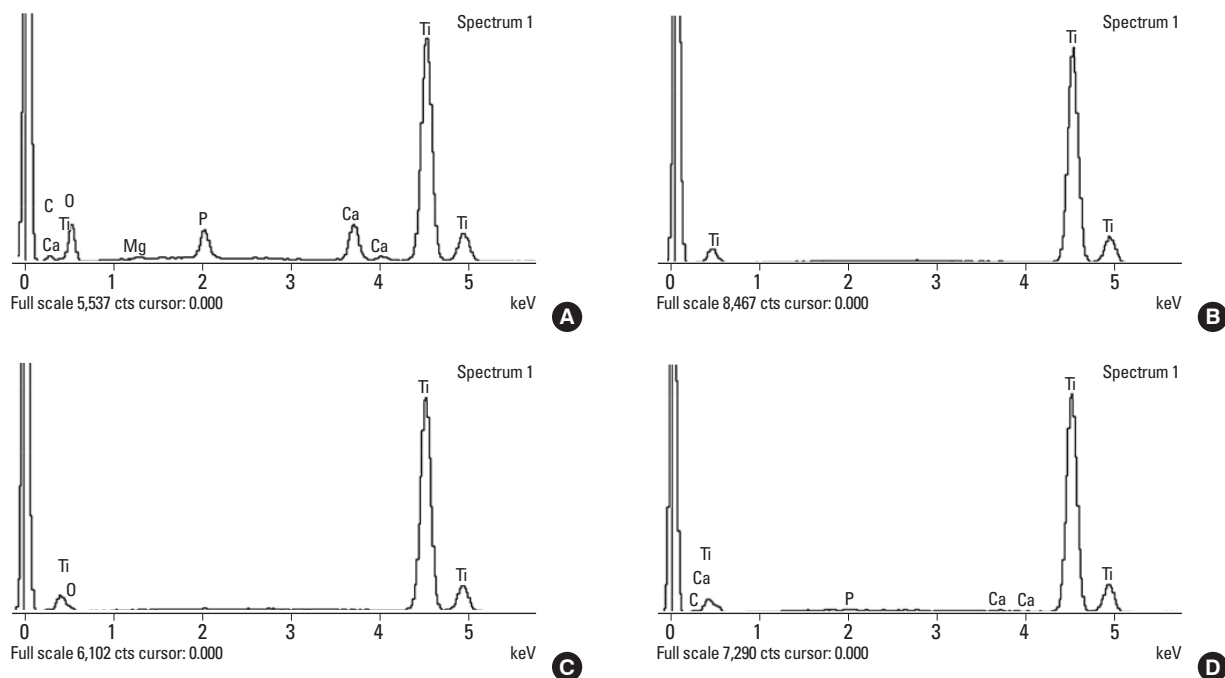 Spectrum 1
Ti
C O
Ti
Ca
Mg
P
Ca
Ca
Ti
0 1 2 3 4 5
Full scale 5,537 cts cursor: 0.000 keV
A
Spectrum 1
Ti
Ti
Ti
0 1 2 3 4 5
Full scale 8,467 cts cursor: 0.000 keV
B
Spectrum 1
Ti
Ti
O
Ti
0 1 2 3 4 5
Full scale 6,102 cts cursor: 0.000 keV
C
Spectrum 1
Ti
Ti
Ca
C
P
Ca
Ca
Ti
0 1 2 3 4 5
Full scale 7,290 cts cursor: 0.000 keV
D